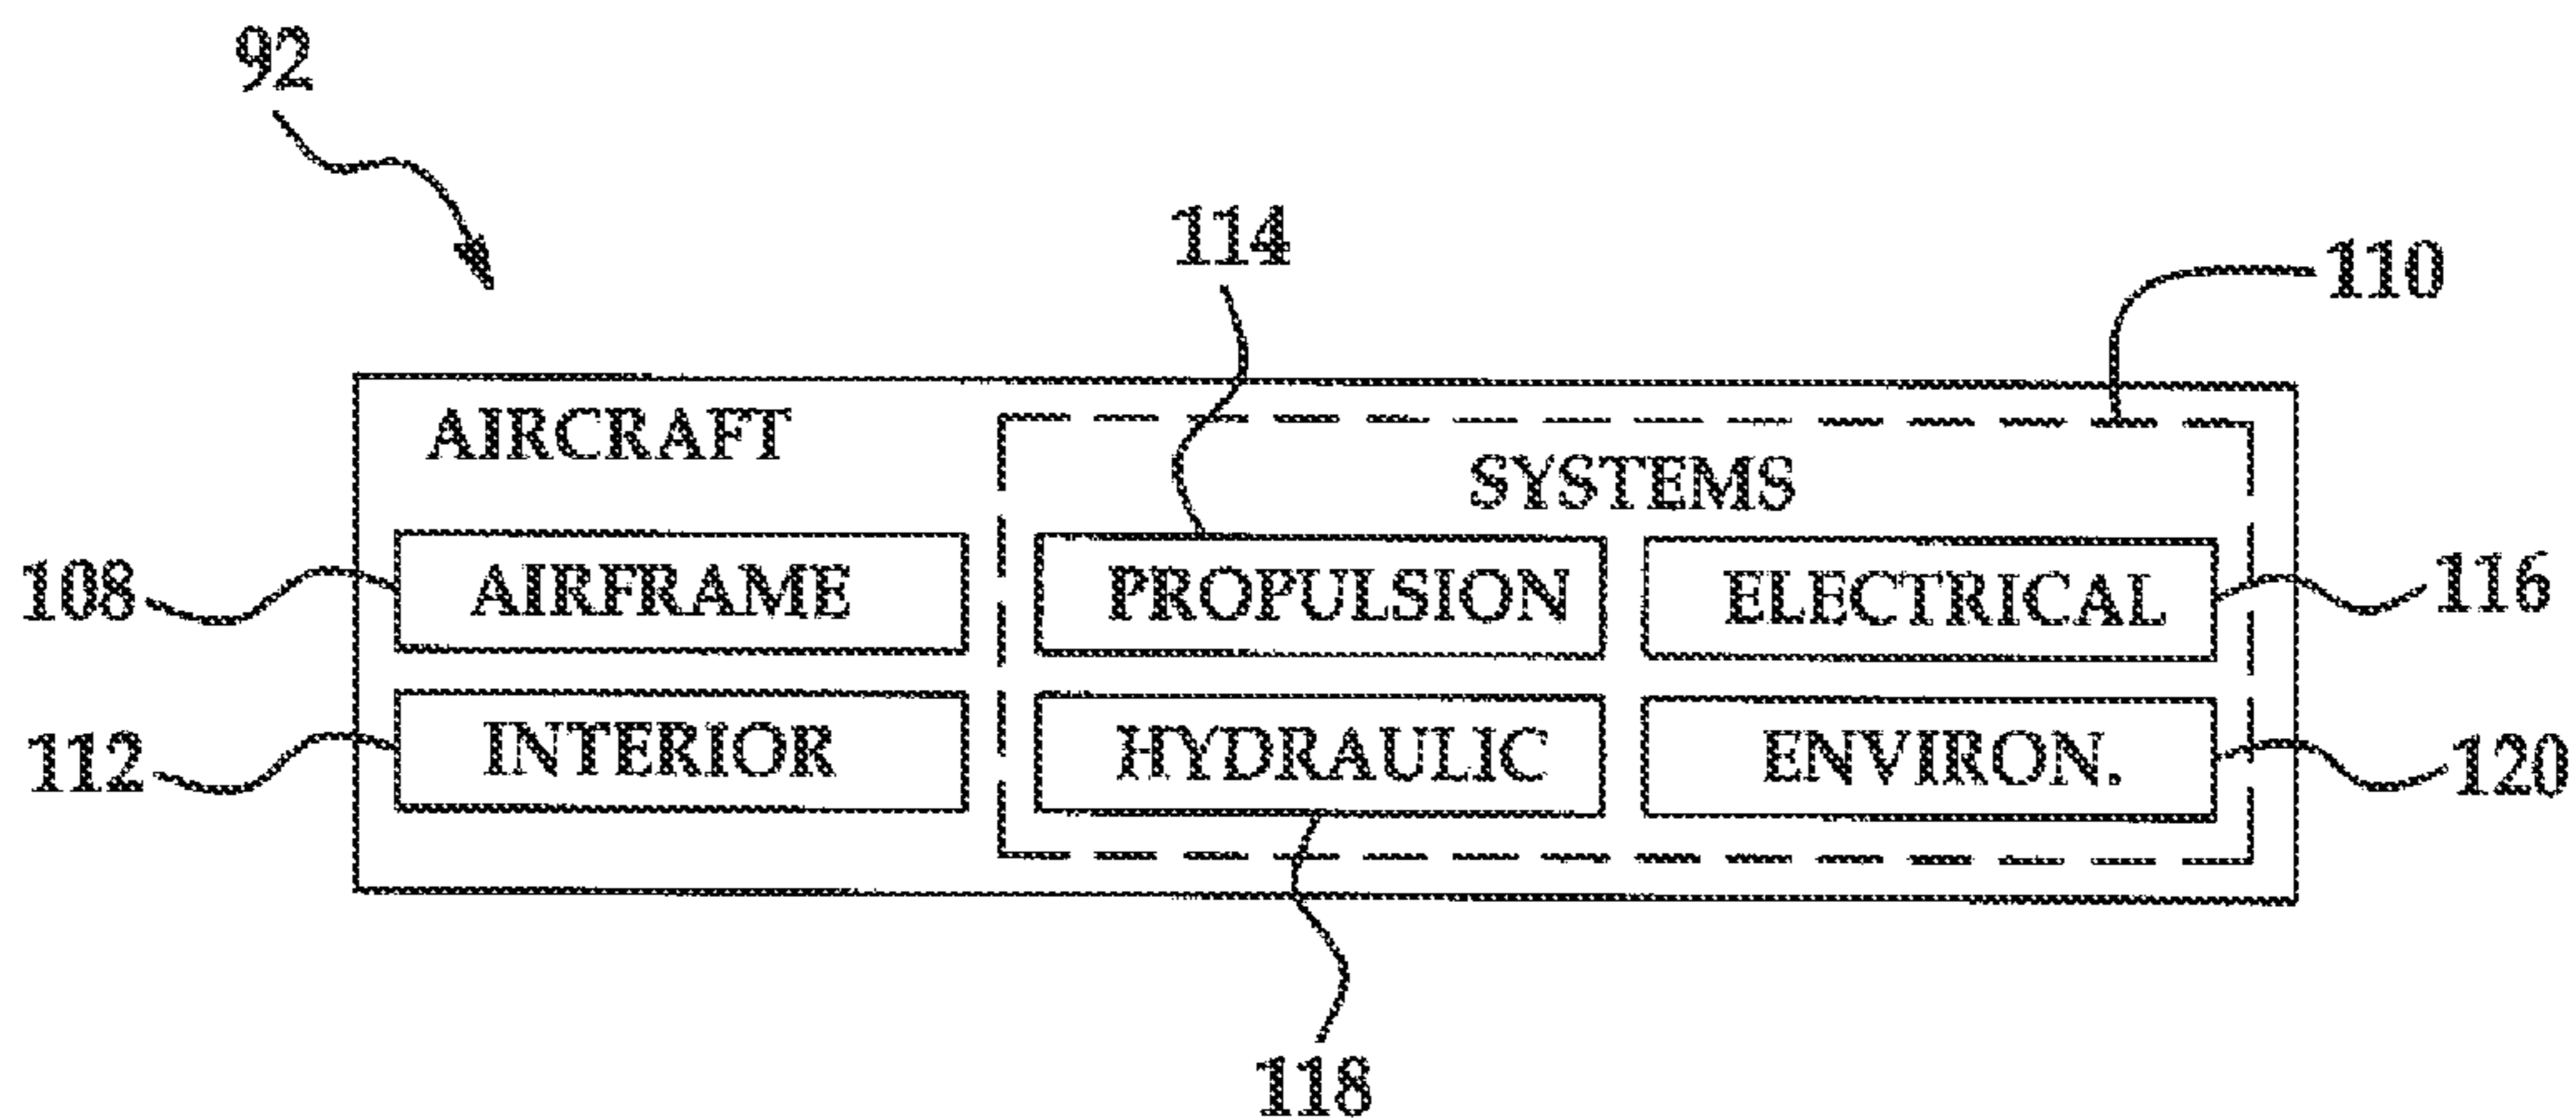 92
114
110
AIRCRAFT
SYSTEMS
108
AIRFRAME
PROPULSION
ELECTRICAL
116
112
INTERIOR
HYDRAULIC
ENVIRON.
120
118